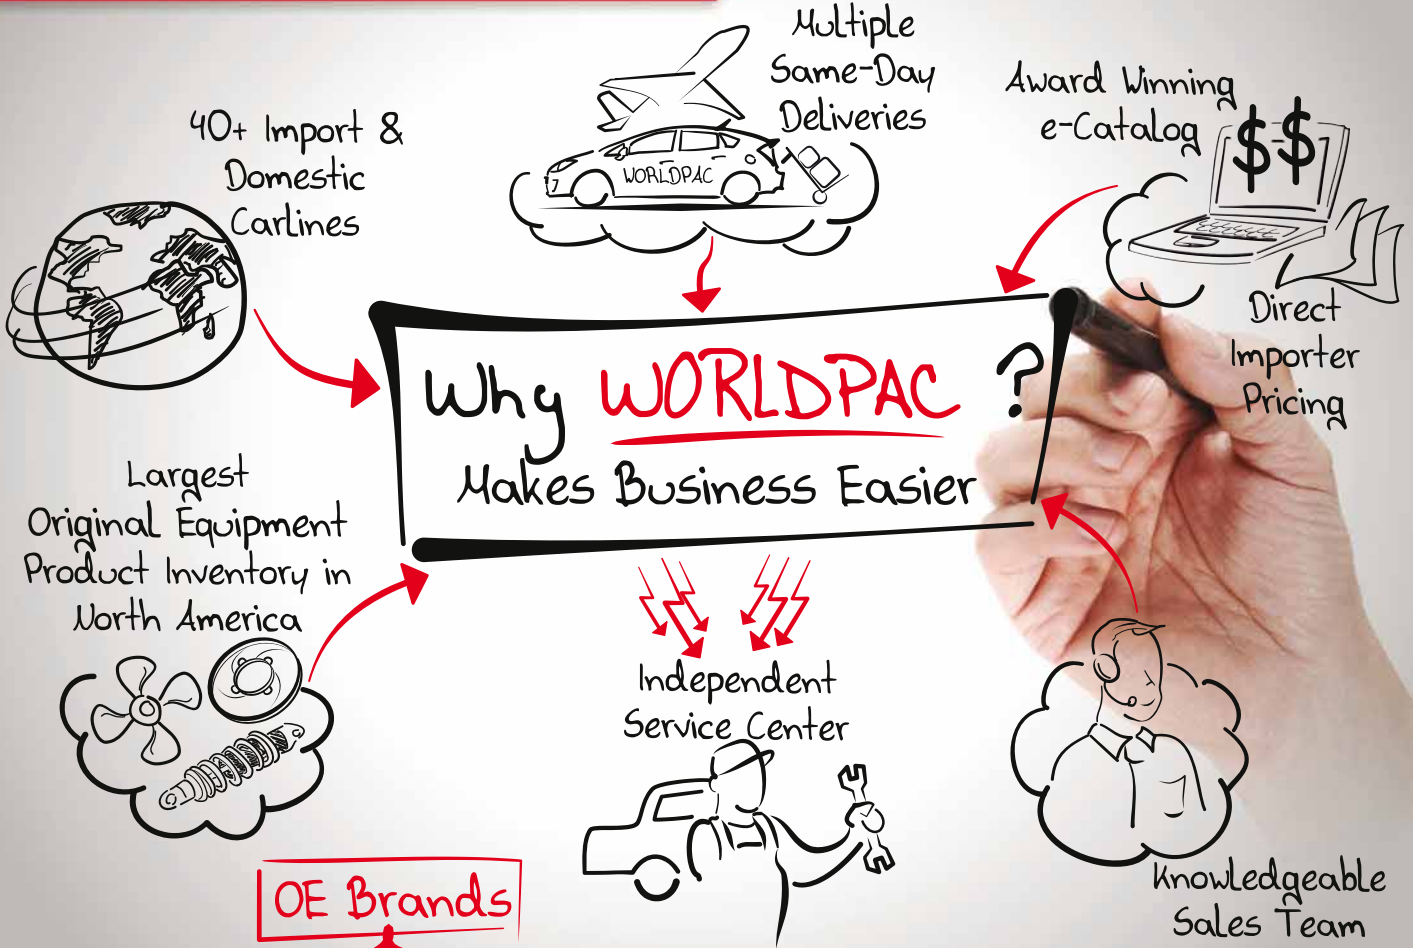 Multiple
Same-Day
Deliveries
Award Winning
e-Catalog
$$
40+ Import &
Domestic
Carlines
WORLDPAC
Direct
Importer
Pricing
Why WORLDPAC ?
Makes Business Easier
Largest
Original Equipment
Product Inventory in
North America
Independent
Service Center
Knowledgeable
Sales Team
OE Brands